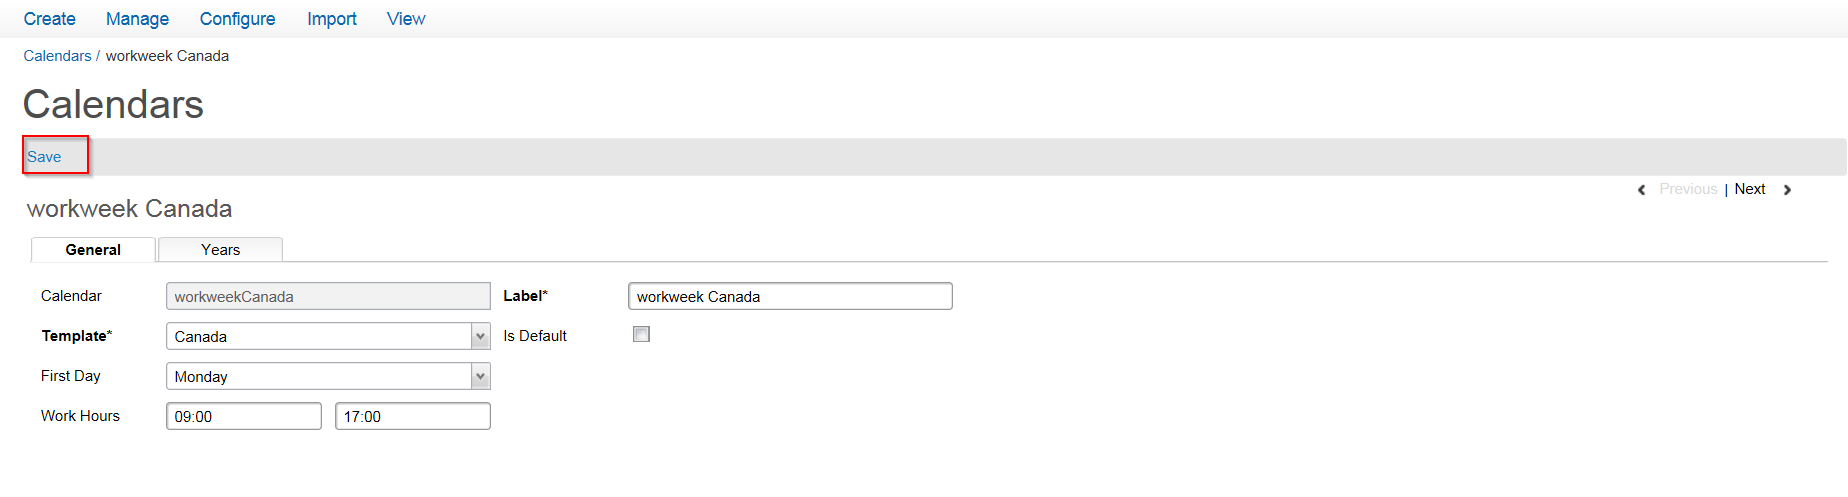 Create Manage Configure Import View
Calendars / workweek Canada
Calendars
Save
Previous | Next
workweek Canada
General Years
Calendar workweekCanada Label* workweek Canada
Template* Canada Is Default
First Day Monday
Work Hours 09:00 17:00